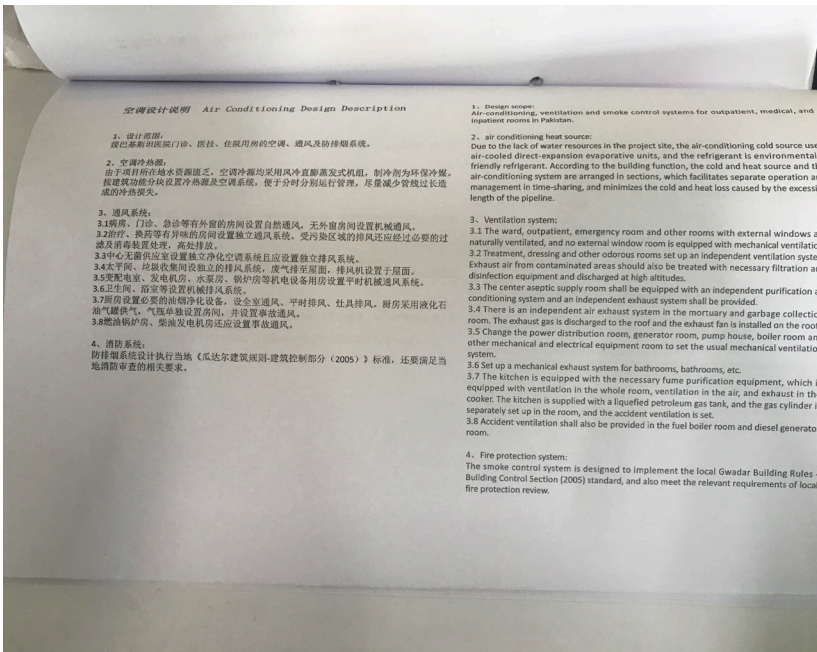 空调设计说明 Air Conditioning Design Description
1、设计范围:
援巴基斯坦医院门诊、医技、住院用房的空调、通风及防排烟系统。
2、空调冷热源:
由于项目所在地水资源匮乏，空调冷源均采用风冷直膨蒸发式机组，制冷剂为环保冷媒。
按建筑功能分块设置冷热源及空调系统，便于分时分别运行管理，尽量减少管线过长造
成的冷热损失。
3、通风系统:
3.1病房、门诊、急诊等有外窗的房间设置自然通风，无外窗房间设置机械通风。
3.2治疗、换药等有异味的房间设置独立通风系统。受污染区域的排风还应经过必要的过
滤及消毒装置处理，高处排放。
3.3中心无菌供应室设置独立净化空调系统且应设置独立排风系统。
3.4太平间、垃圾收集间设独立的排风系统，废气排至屋面，排风机设置于屋面。
3.5变配电室、发电机房、水泵房、锅炉房等机电设备用房设置平时机械通风系统。
3.6卫生间、浴室等设置机械排风系统。
3.7厨房设置必要的油烟净化设备，设全室通风、平时排风、灶具排风，厨房采用液化石
油气罐供气，气瓶单独设置房间，并设置事故通风。
3.8燃油锅炉房、柴油发电机房还应设置事故通风。
4、消防系统:
防排烟系统设计执行当地《瓜达尔建筑规则-建筑控制部分（2005）》标准，还要满足当
地消防审查的相关要求。
1、Design scope:
Air-conditioning, ventilation and smoke control systems for outpatient, medical, and
inpatient rooms in Pakistan.
2、air conditioning heat source:
Due to the lack of water resources in the project site, the air-conditioning cold source use
air-cooled direct-expansion evaporative units, and the refrigerant is environmental
friendly refrigerant. According to the building function, the cold and heat source and t
air-conditioning system are arranged in sections, which facilitates separate operation a
management in time-sharing, and minimizes the cold and heat loss caused by the excessi
length of the pipeline.
3、Ventilation system:
3.1 The ward, outpatient, emergency room and other rooms with external windows a
naturally ventilated, and no external window room is equipped with mechanical ventilatio
3.2 Treatment, dressing and other odorous rooms set up an independent ventilation syste
Exhaust air from contaminated areas should also be treated with necessary filtration a
disinfection equipment and discharged at high altitudes.
3.3 The center aseptic supply room shall be equipped with an independent purification a
conditioning system and an independent exhaust system shall be provided.
3.4 There is an independent air exhaust system in the mortuary and garbage collectio
room. The exhaust gas is discharged to the roof and the exhaust fan is installed on the roof
3.5 Change the power distribution room, generator room, pump house, boiler room an
other mechanical and electrical equipment room to set the usual mechanical ventilatio
system.
3.6 Set up a mechanical exhaust system for bathrooms, bathrooms, etc.
3.7 The kitchen is equipped with the necessary fume purification equipment, which i
equipped with ventilation in the whole room, ventilation in the air, and exhaust in th
cooker. The kitchen is supplied with a liquefied petroleum gas tank, and the gas cylinder i
separately set up in the room, and the accident ventilation is set.
3.8 Accident ventilation shall also be provided in the fuel boiler room and diesel generato
room.
4、Fire protection system:
The smoke control system is designed to implement the local Gwadar Building Rules -
Building Control Section (2005) standard, and also meet the relevant requirements of loca
fire protection review.